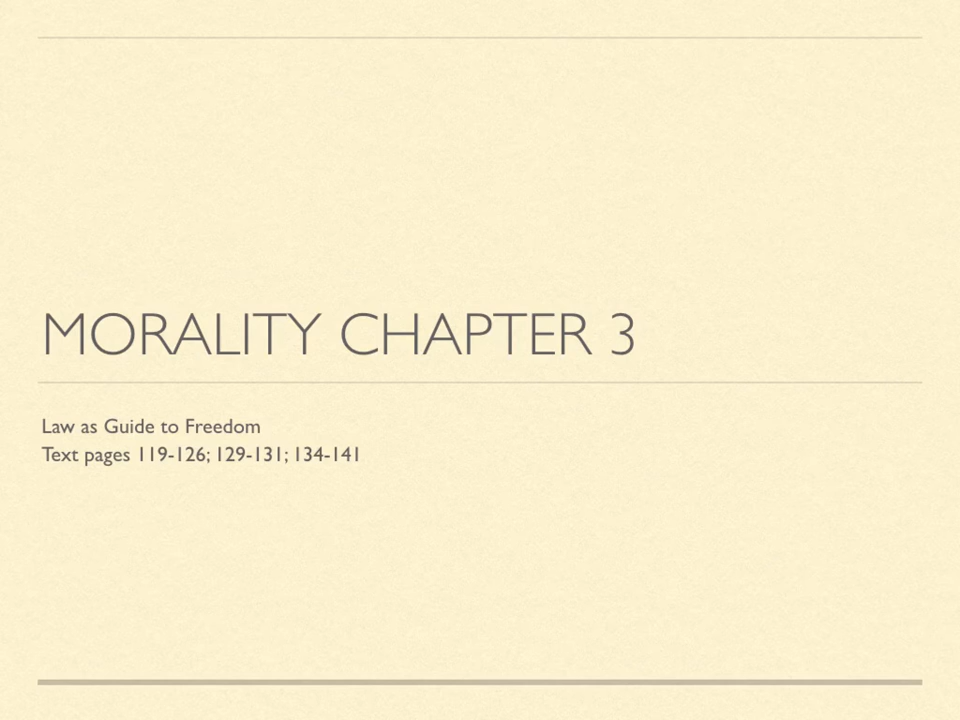 MORALITY CHAPTER 3
Law as Guide to Freedom
Text pages 119-126; 129-131; 134-141